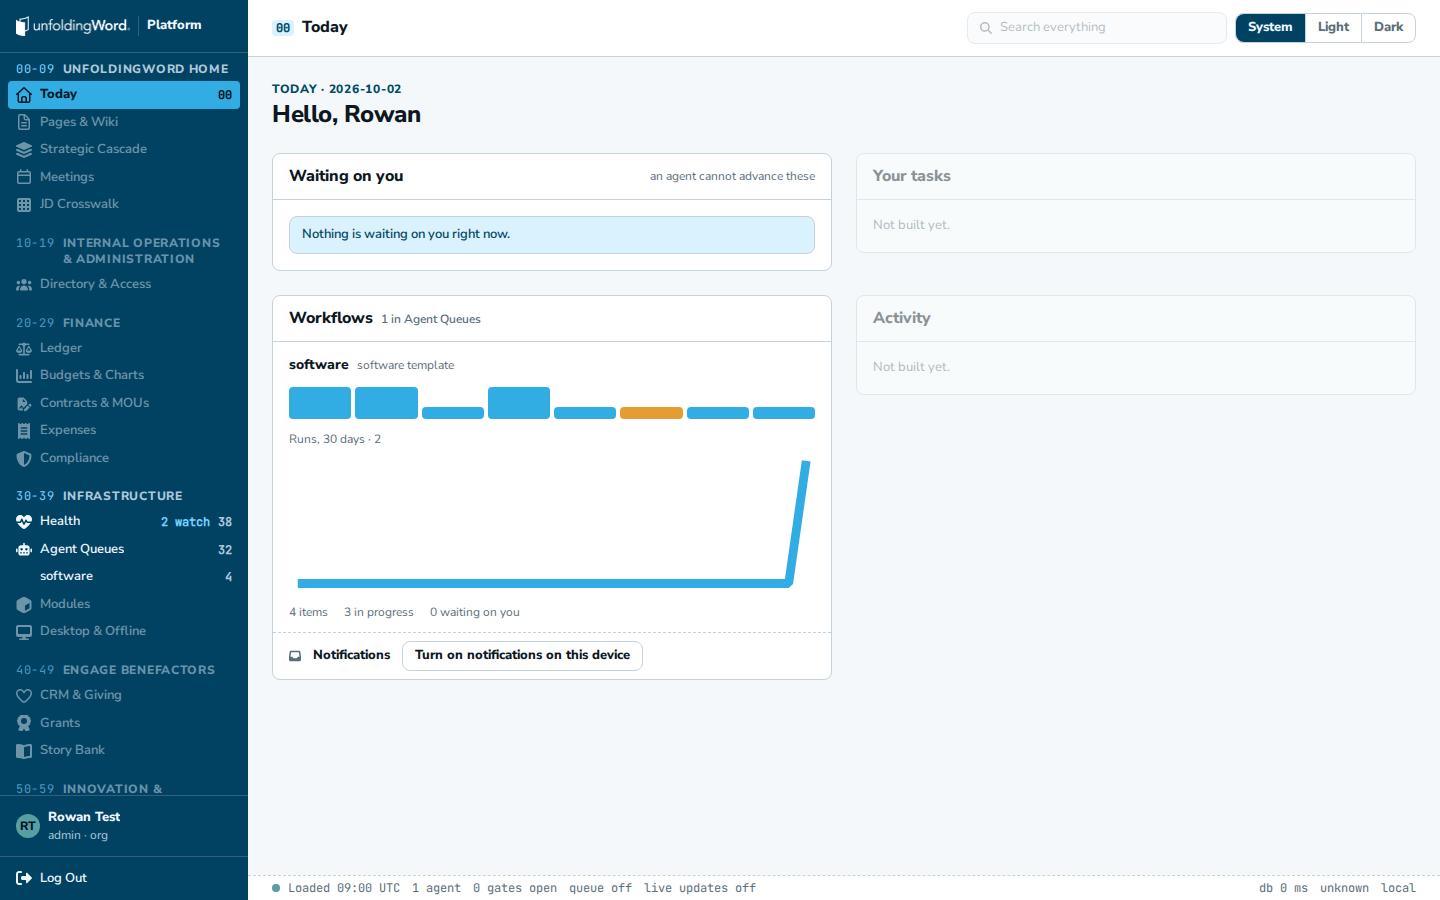 unfoldingWord Platform
00-09 UNFOLDINGWORD HOME
Today 00
Pages & Wiki
Strategic Cascade
Meetings
JD Crosswalk
10-19 INTERNAL OPERATIONS
& ADMINISTRATION
Directory & Access
20-29 FINANCE
Ledger
Budgets & Charts
Contracts & MOUs
Expenses
Compliance
30-39 INFRASTRUCTURE
Health 2 watch 38
Agent Queues 32
software 4
Modules
Desktop & Offline
40-49 ENGAGE BENEFACTORS
CRM & Giving
Grants
Story Bank
50-59 INNOVATION &
RT Rowan Test
admin · org
Log Out
00 Today
Search everything
System Light Dark
TODAY · 2026-10-02
Hello, Rowan
Waiting on you an agent cannot advance these
Nothing is waiting on you right now.
Your tasks
Not built yet.
Workflows 1 in Agent Queues
software software template
Runs, 30 days · 2
4 items 3 in progress 0 waiting on you
Notifications Turn on notifications on this device
Activity
Not built yet.
Loaded 09:00 UTC 1 agent 0 gates open queue off live updates off
db 0 ms unknown local